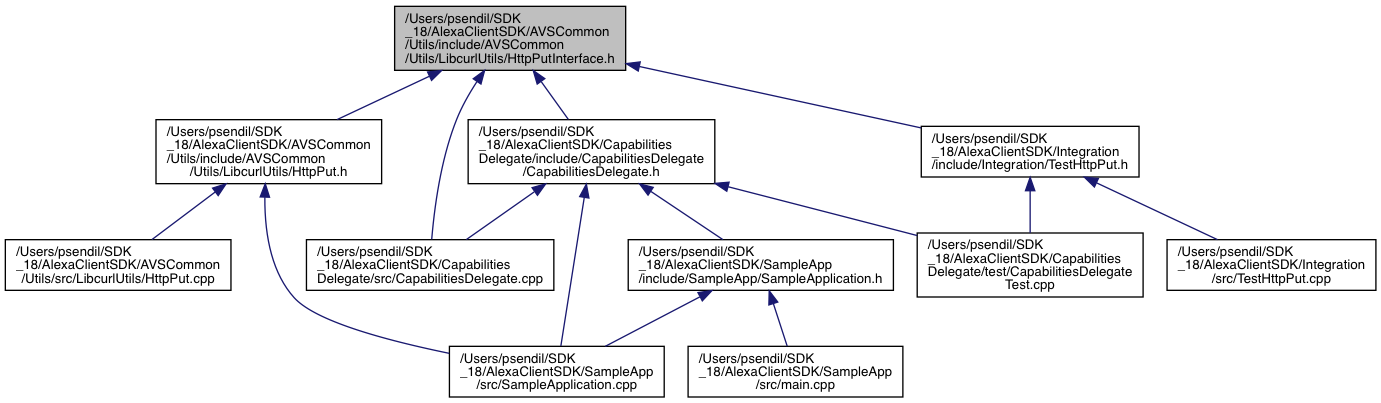 /Users/psendil/SDK
_18/AlexaClientSDK/AVSCommon
/Utils/include/AVSCommon
/Utils/LibcurlUtils/HttpPutInterface.h
/Users/psendil/SDK
_18/AlexaClientSDK/AVSCommon
/Utils/include/AVSCommon
/Utils/LibcurlUtils/HttpPut.h
/Users/psendil/SDK
_18/AlexaClientSDK/Capabilities
Delegate/include/CapabilitiesDelegate
/CapabilitiesDelegate.h
/Users/psendil/SDK
_18/AlexaClientSDK/Integration
/include/Integration/TestHttpPut.h
/Users/psendil/SDK
_18/AlexaClientSDK/AVSCommon
/Utils/src/LibcurlUtils/HttpPut.cpp
/Users/psendil/SDK
_18/AlexaClientSDK/Capabilities
Delegate/src/CapabilitiesDelegate.cpp
/Users/psendil/SDK
_18/AlexaClientSDK/SampleApp
/include/SampleApp/SampleApplication.h
/Users/psendil/SDK
_18/AlexaClientSDK/Capabilities
Delegate/test/CapabilitiesDelegate
Test.cpp
/Users/psendil/SDK
_18/AlexaClientSDK/Integration
/src/TestHttpPut.cpp
/Users/psendil/SDK
_18/AlexaClientSDK/SampleApp
/src/SampleApplication.cpp
/Users/psendil/SDK
_18/AlexaClientSDK/SampleApp
/src/main.cpp